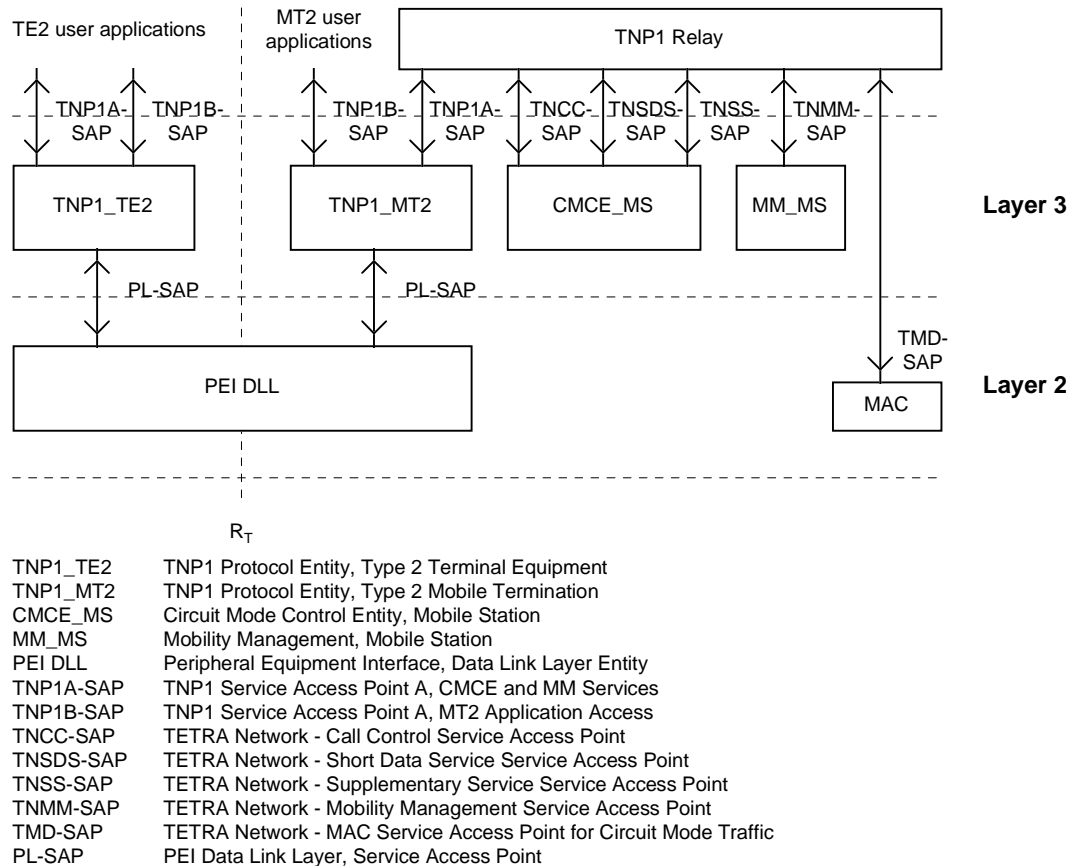 TE2 user applications
MT2 user
applications
TNP1 Relay
TNP1A-
SAP
TNP1B-
SAP
TNP1B-
SAP
TNP1A-
SAP
TNCC-
SAP
TNSDS-
SAP
TNSS-
SAP
TNMM-
SAP
TNP1_TE2
TNP1_MT2
CMCE_MS
MM_MS
Layer 3
PL-SAP
PL-SAP
TMD-
SAP
PEI DLL
MAC
Layer 2
RT
TNP1_TE2 TNP1 Protocol Entity, Type 2 Terminal Equipment
TNP1_MT2 TNP1 Protocol Entity, Type 2 Mobile Termination
CMCE_MS Circuit Mode Control Entity, Mobile Station
MM_MS Mobility Management, Mobile Station
PEI DLL Peripheral Equipment Interface, Data Link Layer Entity
TNP1A-SAP TNP1 Service Access Point A, CMCE and MM Services
TNP1B-SAP TNP1 Service Access Point A, MT2 Application Access
TNCC-SAP TETRA Network - Call Control Service Access Point
TNSDS-SAP TETRA Network - Short Data Service Service Access Point
TNSS-SAP TETRA Network - Supplementary Service Service Access Point
TNMM-SAP TETRA Network - Mobility Management Service Access Point
TMD-SAP TETRA Network - MAC Service Access Point for Circuit Mode Traffic
PL-SAP PEI Data Link Layer, Service Access Point